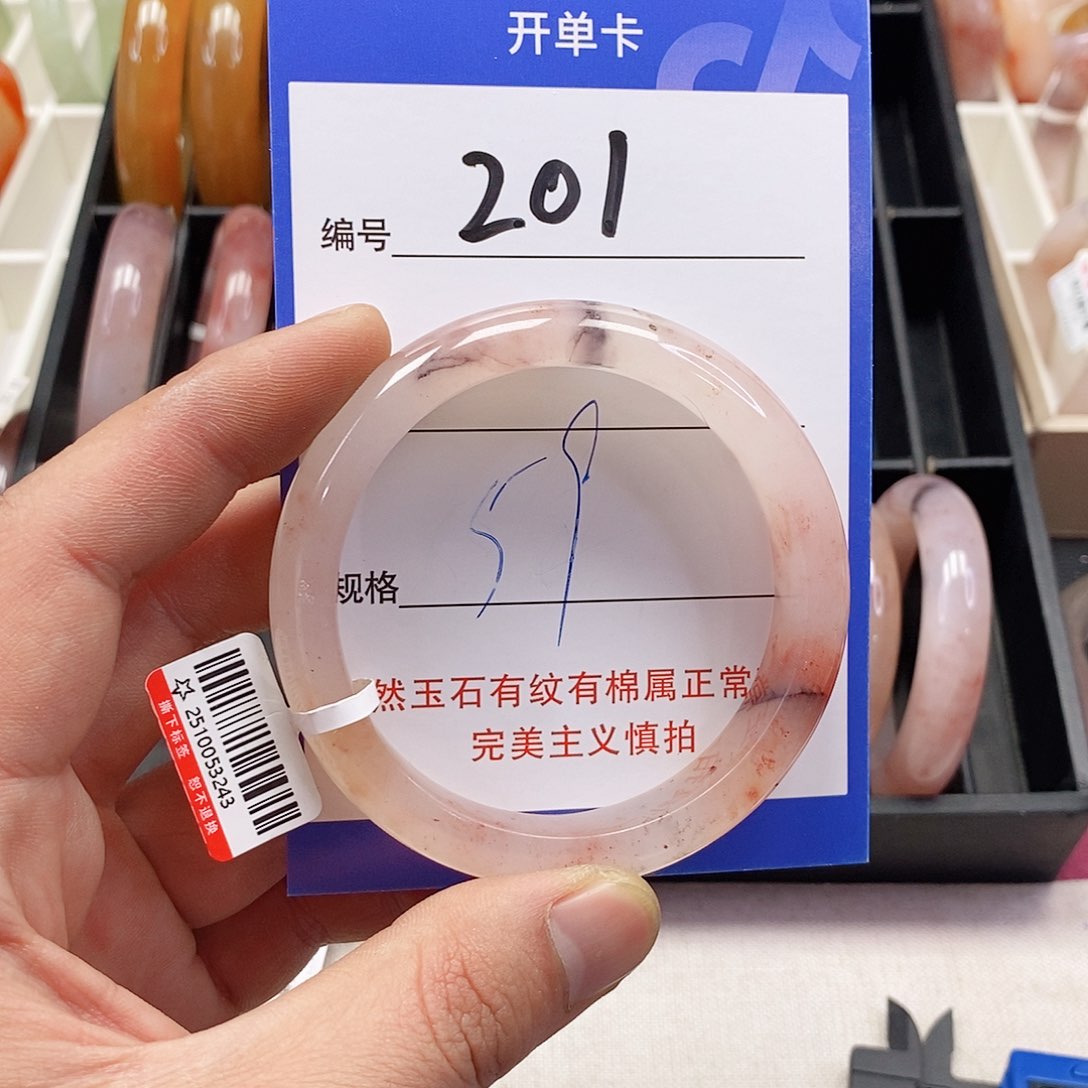 开单卡
编号 201
规格 59
然玉石有纹有棉属正常
完美主义慎拍
☆ 2510053243
撕下标签 恕不退换